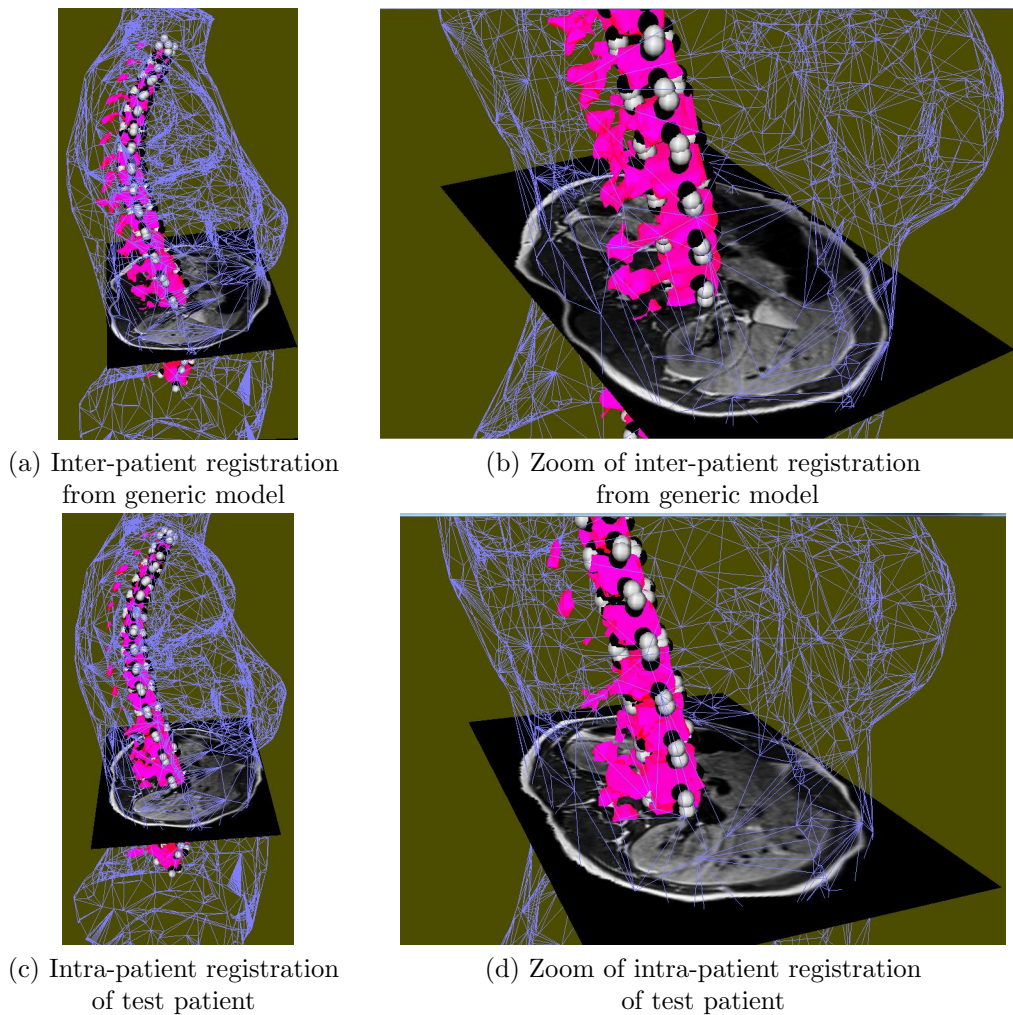 (a) Inter-patient registration
from generic model
(b) Zoom of inter-patient registration
from generic model
(c) Intra-patient registration
of test patient
(d) Zoom of intra-patient registration
of test patient